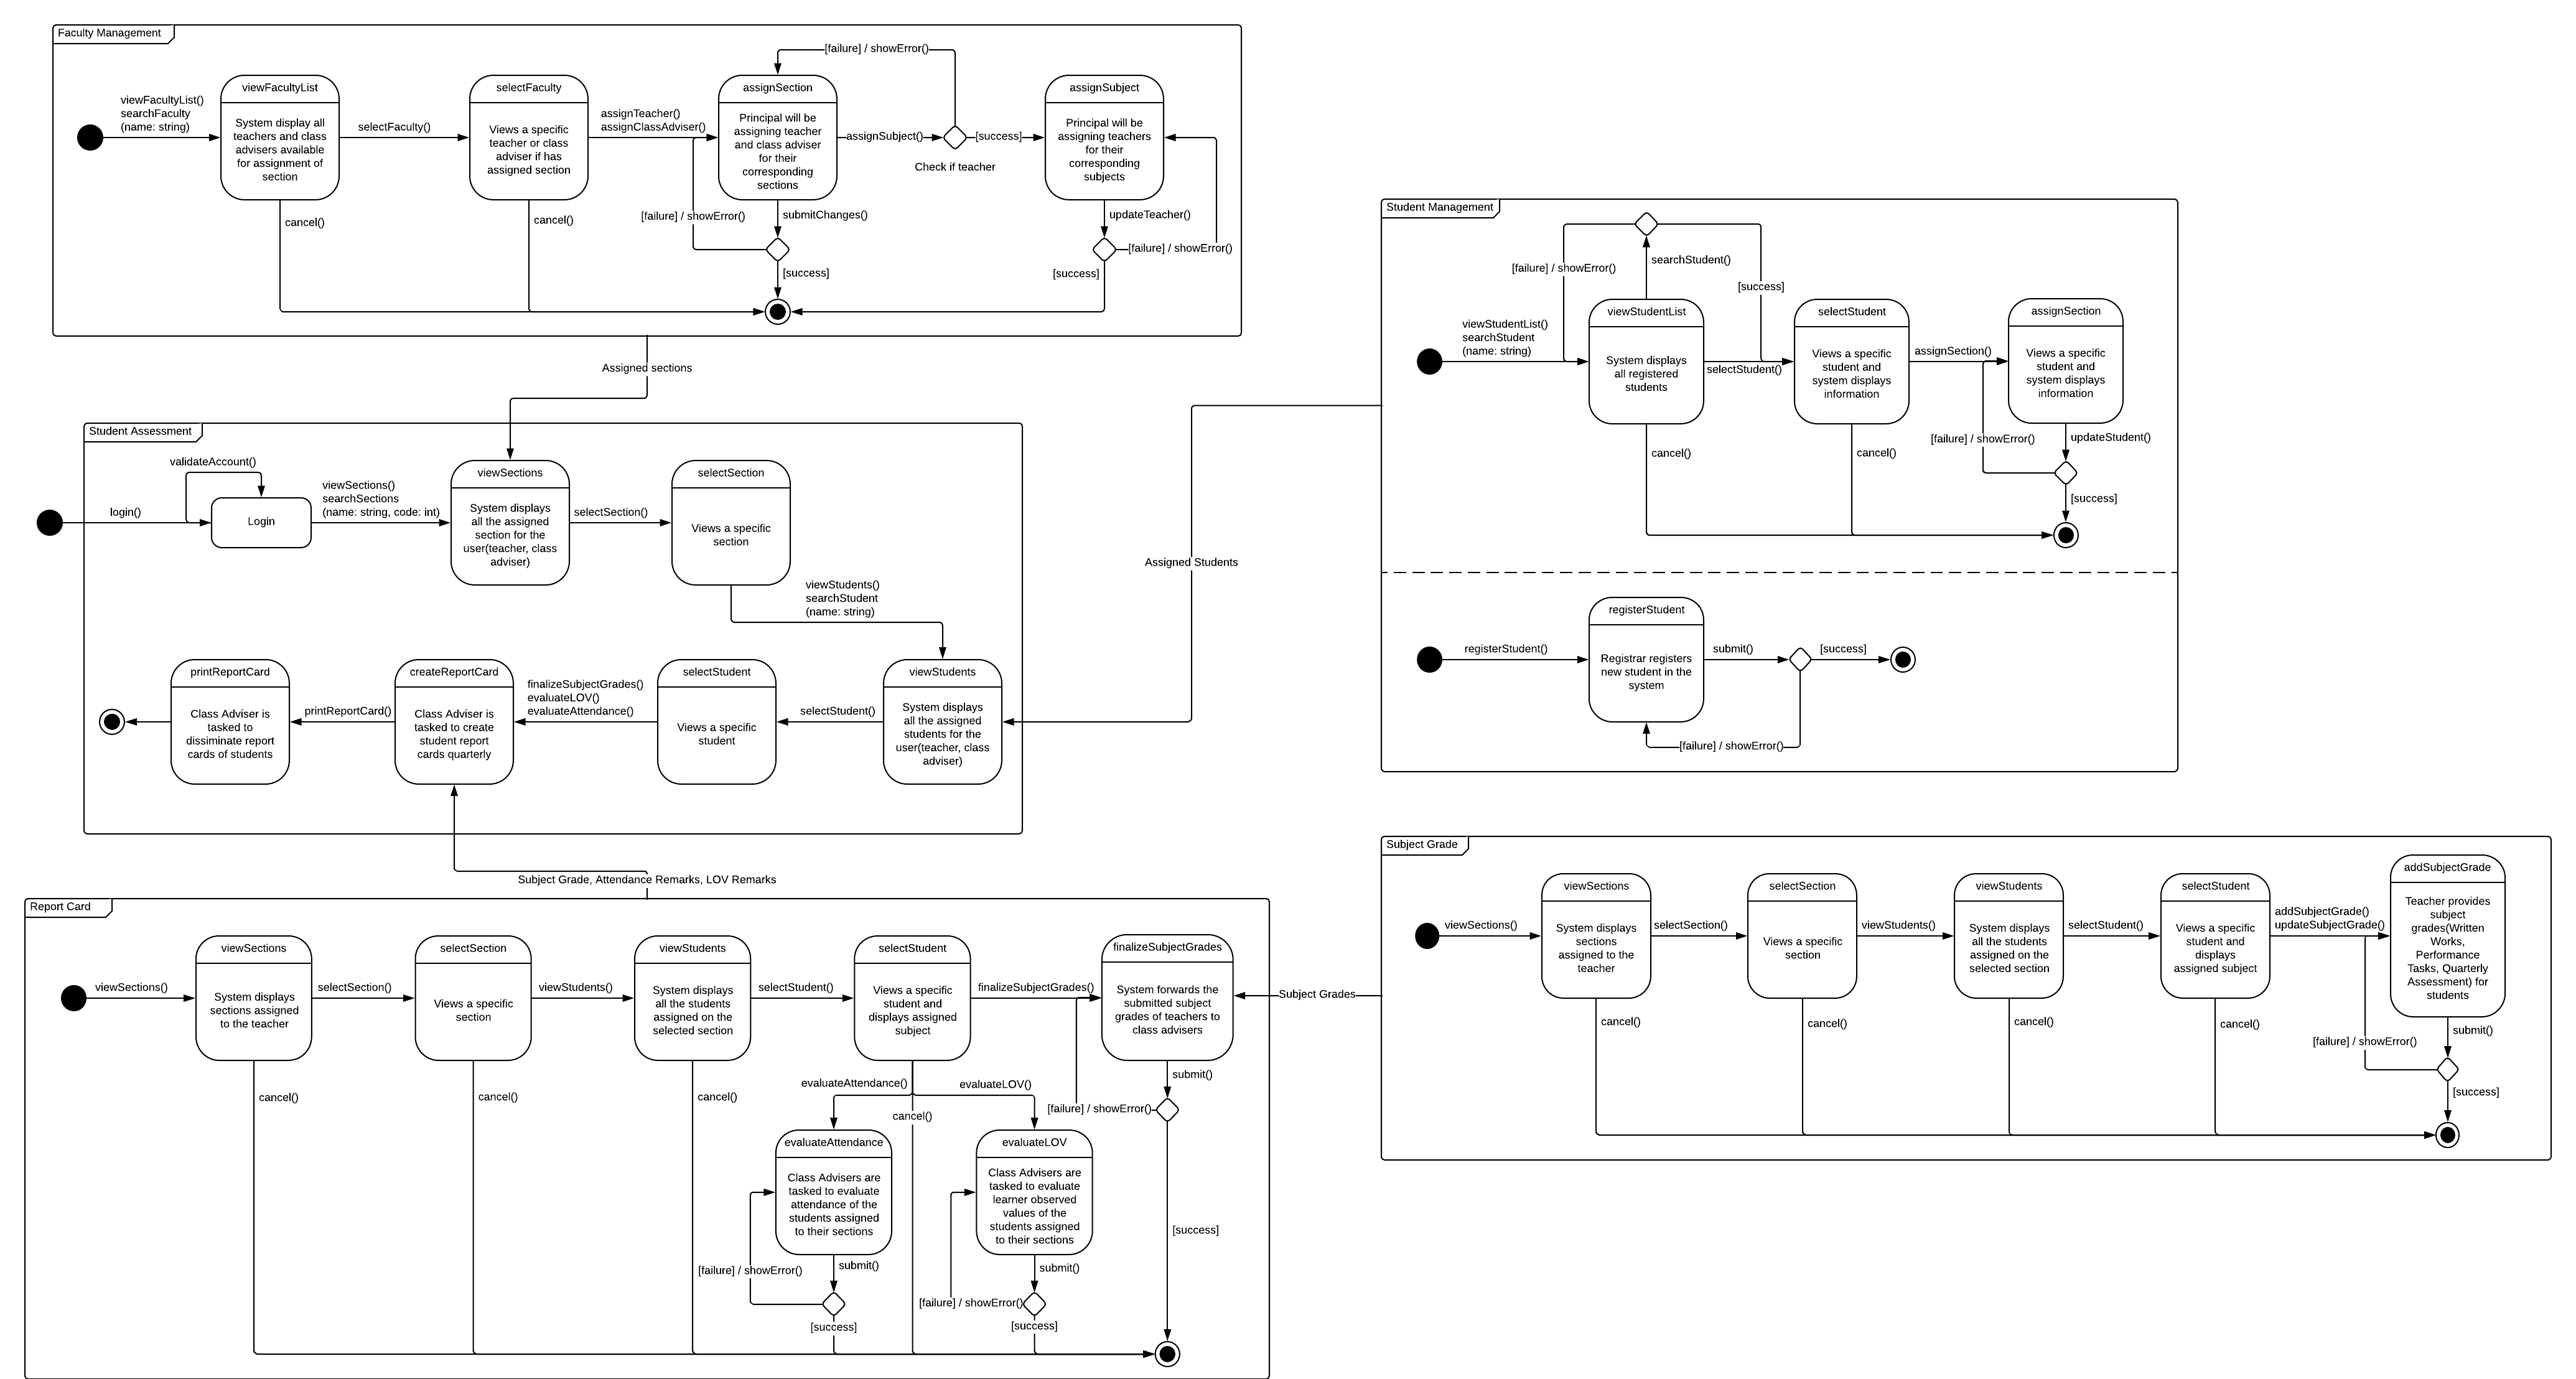 Faculty Management
[failure] / showError()
viewFacultyList()
searchFaculty
(name: string)
viewFacultyList
System display all
teachers and class
advisers available
for assignment of
section
selectFaculty()
selectFaculty
Views a specific
teacher or class
adviser if has
assigned section
assignTeacher()
assignClassAdviser()
assignSection
Principal will be
assigning teacher
and class adviser
for their
corresponding
sections
assignSubject()
[success]
Check if teacher
assignSubject
Principal will be
assigning teachers
for their
corresponding
subjects
cancel()
cancel()
[failure] / showError()
submitChanges()
[success]
updateTeacher()
[failure] / showError()
[success]
Assigned sections
Student Management
[failure] / showError()
searchStudent()
[success]
viewStudentList()
searchStudent
(name: string)
viewStudentList
System displays
all registered
students
selectStudent()
selectStudent
Views a specific
student and
system displays
information
assignSection()
assignSection
Views a specific
student and
system displays
information
cancel()
cancel()
[failure] / showError()
updateStudent()
[success]
registerStudent()
registerStudent
Registrar registers
new student in the
system
submit()
[success]
[failure] / showError()
Assigned Students
Student Assessment
login()
validateAccount()
Login
viewSections()
searchSections
(name: string, code: int)
viewSections
System displays
all the assigned
section for the
user(teacher, class
adviser)
selectSection()
selectSection
Views a specific
section
viewStudents()
searchStudent
(name: string)
printReportCard
Class Adviser is
tasked to
dissiminate report
cards of students
printReportCard()
createReportCard
Class Adviser is
tasked to create
student report
cards quarterly
finalizeSubjectGrades()
evaluateLOV()
evaluateAttendance()
selectStudent
Views a specific
student
selectStudent()
viewStudents
System displays
all the assigned
students for the
user(teacher, class
adviser)
Subject Grade, Attendance Remarks, LOV Remarks
Report Card
viewSections()
viewSections
System displays
sections assigned
to the teacher
selectSection()
selectSection
Views a specific
section
viewStudents()
viewStudents
System displays
all the students
assigned on the
selected section
selectStudent()
selectStudent
Views a specific
student and
displays assigned
subject
finalizeSubjectGrades()
finalizeSubjectGrades
System forwards the
submitted subject
grades of teachers to
class advisers
cancel()
cancel()
cancel()
evaluateAttendance()
cancel()
evaluateLOV()
submit()
[failure] / showError()
[success]
evaluateAttendance
Class Advisers are
tasked to evaluate
attendance of the
students assigned
to their sections
evaluateLOV
Class Advisers are
tasked to evaluate
learner observed
values of the
students assigned
to their sections
[failure] / showError()
submit()
[success]
[failure] / showError()
submit()
[success]
Subject Grades
Subject Grade
viewSections()
viewSections
System displays
sections
assigned to the
teacher
selectSection()
selectSection
Views a specific
section
viewStudents()
viewStudents
System displays
all the students
assigned on the
selected section
selectStudent()
selectStudent
Views a specific
student and
displays
assigned subject
addSubjectGrade()
updateSubjectGrade()
addSubjectGrade
Teacher provides
subject
grades(Written
Works,
Performance
Tasks, Quarterly
Assessment) for
students
cancel()
cancel()
cancel()
cancel()
[failure] / showError()
submit()
[success]